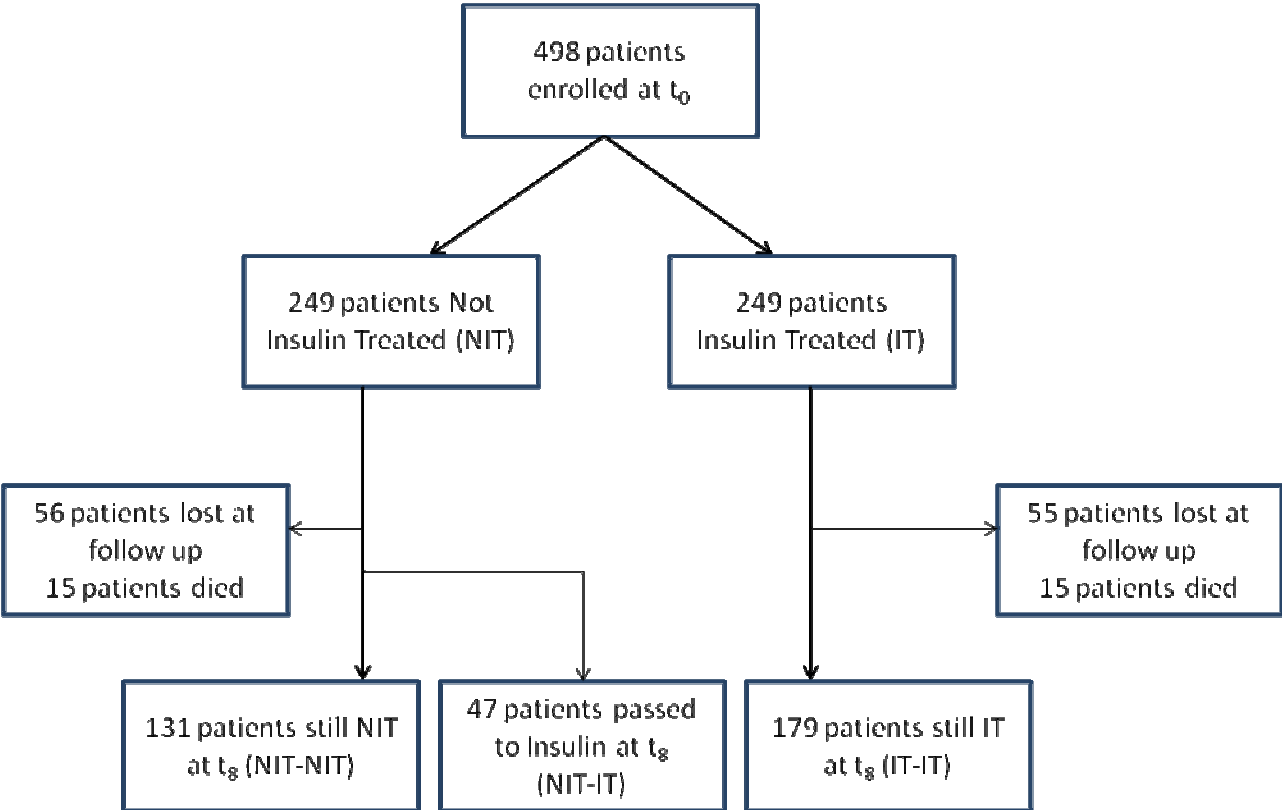 498 patients
enrolled at t₀
249 patients Not
Insulin Treated (NIT)
249 patients
Insulin Treated (IT)
56 patients lost at
follow up
15 patients died
55 patients lost at
follow up
15 patients died
131 patients still NIT
at t₈ (NIT-NIT)
47 patients passed
to Insulin at t₈
(NIT-IT)
179 patients still IT
at t₈ (IT-IT)